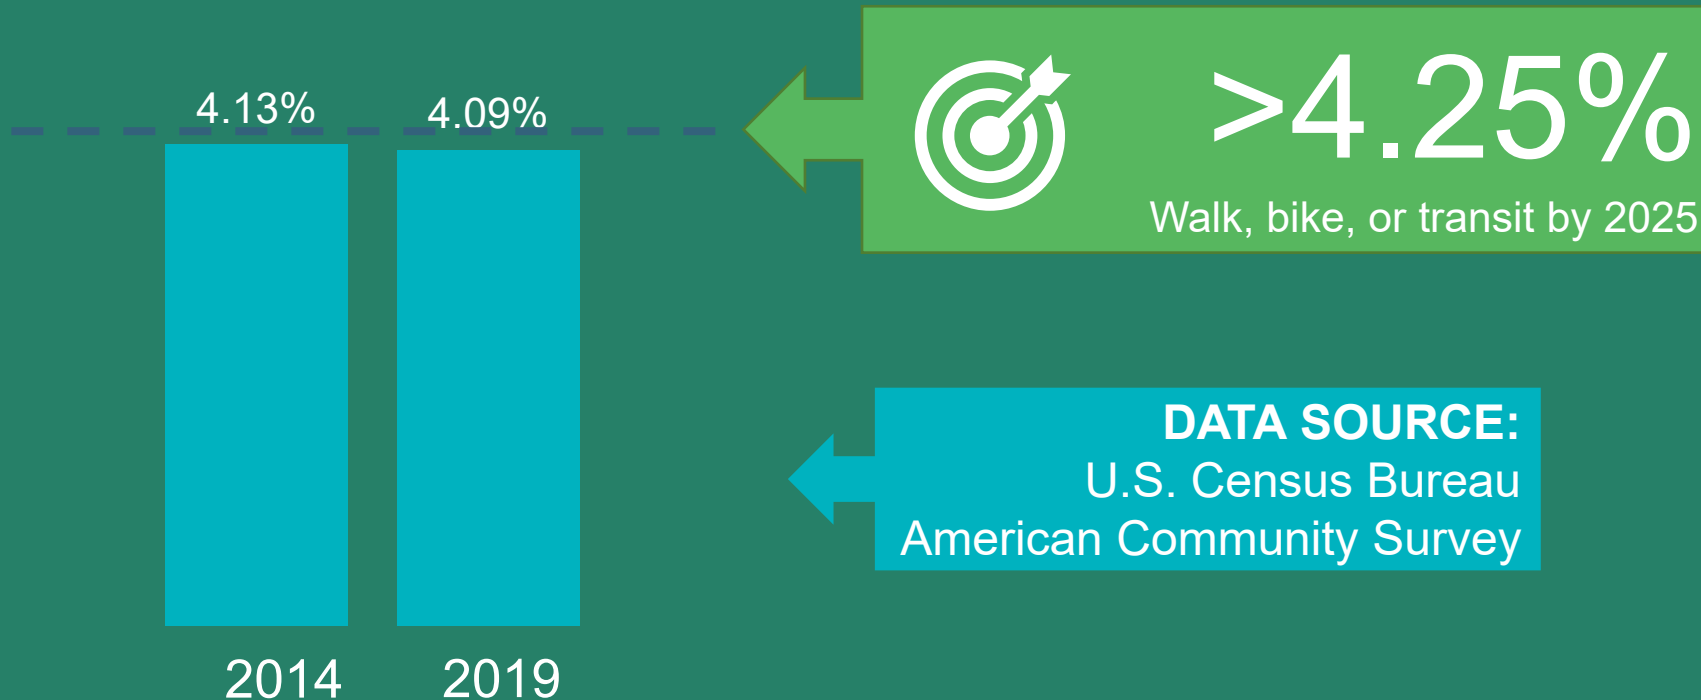 4.13%
4.09%
2014
2019
>4.25%
Walk, bike, or transit by 2025
DATA SOURCE:
U.S. Census Bureau
American Community Survey